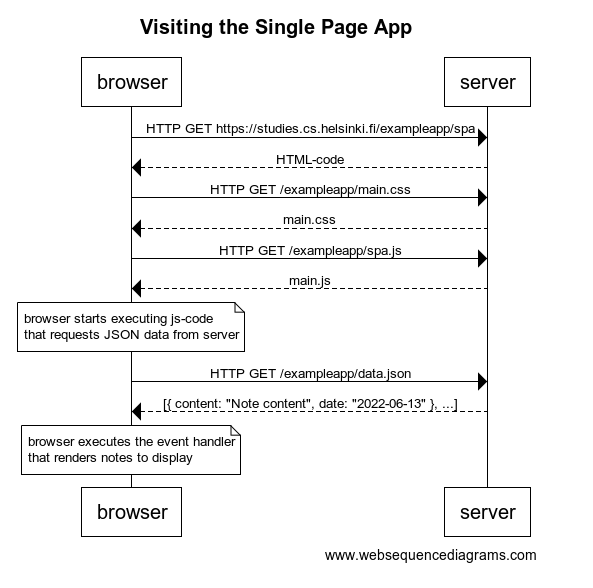 Visiting the Single Page App
browser
server
HTTP GET https://studies.cs.helsinki.fi/exampleapp/spa
HTML-code
HTTP GET /exampleapp/main.css
main.css
HTTP GET /exampleapp/spa.js
main.js
browser starts executing js-code
that requests JSON data from server
HTTP GET /exampleapp/data.json
[{ content: "Note content", date: "2022-06-13" }, ...]
browser executes the event handler
that renders notes to display
browser
server
www.websequencediagrams.com